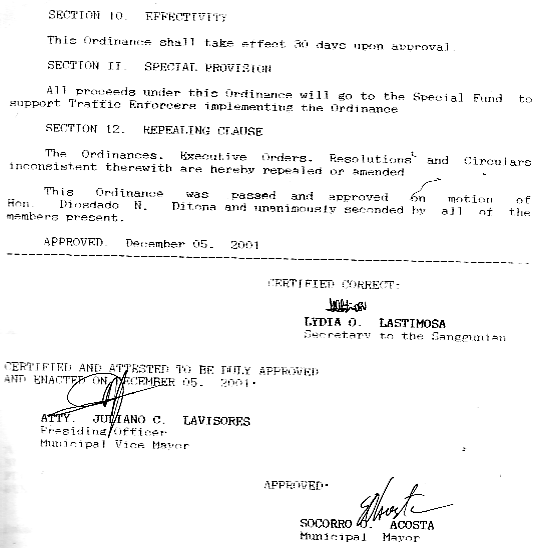 SECTION 10. EFFECTIVITY
This Ordinance shall take effect 30 days upon approval.
SECTION II. SPECIAL PROVISION
All proceeds under this Ordinance will go to the Special Fund to
support Traffic Enforcers implementing the Ordinance
SECTION 12. REPEALING CLAUSE
The Ordinances. Executive Orders. Resolutions and Circulars
inconsistent therewith are hereby repealed or amended
This Ordinance was passed and approved on motion of
Hon. Diosdado N. Ditona and unanimously seconded by all of the
members present.
APPROVED. December 05. 2001
CERTIFIED CORRECT:
LYDIA O. LASTIMOSA
Secretary to the Sanggunian
CERTIFIED AND ATTESTED TO BE DULY APPROVED
AND ENACTED ON DECEMBER 05. 2001.
ATTY. JULIANO C. LAVISORES
Presiding Officer
Municipal Vice Mayor
APPROVED:
SOCORRO O. ACOSTA
Municipal Mayor